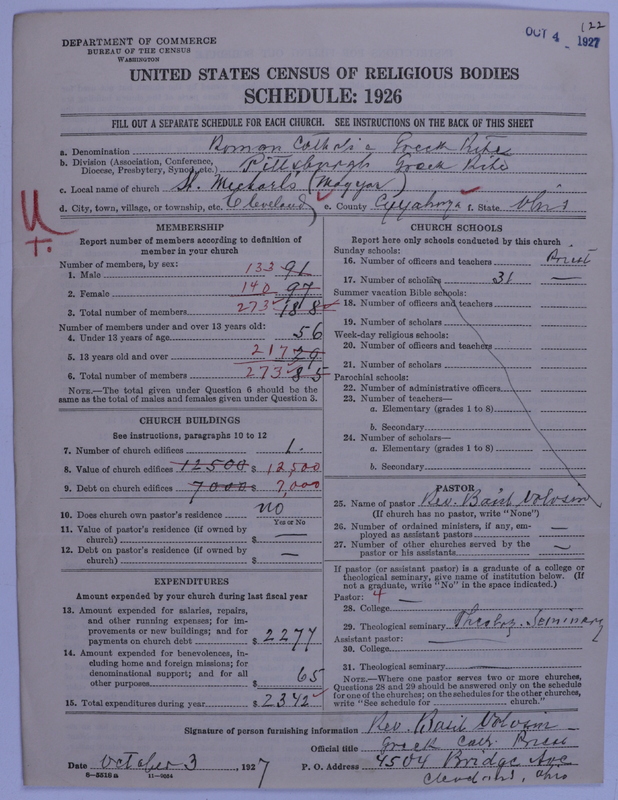 122
OCT 4 1927
DEPARTMENT OF COMMERCE
BUREAU OF THE CENSUS
WASHINGTON
UNITED STATES CENSUS OF RELIGIOUS BODIES
SCHEDULE: 1926
FILL OUT A SEPARATE SCHEDULE FOR EACH CHURCH. SEE INSTRUCTIONS ON THE BACK OF THIS SHEET
a. Denomination Roman Catholic Greek Rite
b. Division (Association, Conference, Diocese, Presbytery, Synod, etc.) Pittsburgh Greek Rite
c. Local name of church St. Michael's (Magyar)
d. City, town, village, or township, etc. Cleveland e. County Cuyahoga f. State Ohio
MEMBERSHIP
Report number of members according to definition of member in your church
Number of members, by sex:
1. Male 133 91
2. Female 140 97
3. Total number of members 273 188
Number of members under and over 13 years old:
4. Under 13 years of age 56
5. 13 years old and over 217 29
6. Total number of members 273 85
NOTE.—The total given under Question 6 should be the same as the total of males and females given under Question 3.
CHURCH BUILDINGS
See instructions, paragraphs 10 to 12
7. Number of church edifices 1.
8. Value of church edifices 12500 $ 12,500
9. Debt on church edifices 7000 $ 7,000
10. Does church own pastor's residence no
Yes or No
11. Value of pastor's residence (if owned by church) $ —
12. Debt on pastor's residence (if owned by church) $ —
EXPENDITURES
Amount expended by your church during last fiscal year
13. Amount expended for salaries, repairs, and other running expenses; for improvements or new buildings; and for payments on church debt $ 2277
14. Amount expended for benevolences, including home and foreign missions; for denominational support; and for all other purposes $ 65
15. Total expenditures during year $ 2342
CHURCH SCHOOLS
Report here only schools conducted by this church
Sunday schools:
16. Number of officers and teachers Priest
17. Number of scholars 31 —
Summer vacation Bible schools:
18. Number of officers and teachers
19. Number of scholars
Week-day religious schools:
20. Number of officers and teachers
21. Number of scholars
Parochial schools:
22. Number of administrative officers
23. Number of teachers—
a. Elementary (grades 1 to 8)
b. Secondary
24. Number of scholars—
a. Elementary (grades 1 to 8)
b. Secondary
PASTOR
25. Name of pastor Rev. Basil
(If church has no pastor, write "None")
26. Number of ordained ministers, if any, employed as assistant pastors —
27. Number of other churches served by the pastor or his assistants —
If pastor (or assistant pastor) is a graduate of a college or theological seminary, give name of institution below. (If not a graduate, write "No" in the space indicated.)
Pastor: 4
28. College —
29. Theological seminary Theolog. Seminary
Assistant pastor:
30. College
31. Theological seminary
NOTE.—Where one pastor serves two or more churches, Questions 28 and 29 should be answered only on the schedule for one of the churches; on the schedules for the other churches, write "See schedule for church."
Signature of person furnishing information Rev. Basil
Official title Greek Cath. Priest
Date October 3, 1927 P. O. Address 4504 Bridge Ave
Cleveland, Ohio
8-5318 a 11-9064